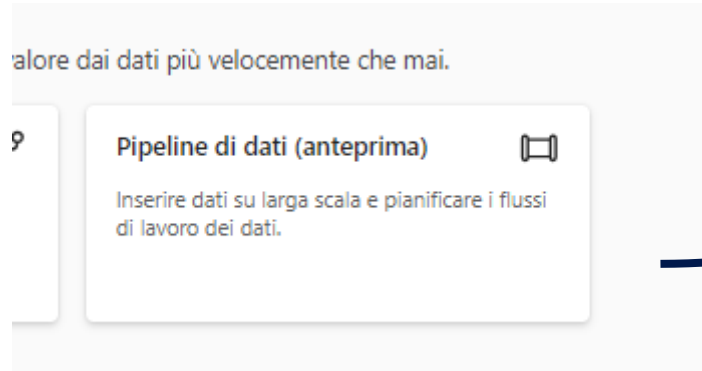 valore dai dati più velocemente che mai.
Pipeline di dati (anteprima)
Inserire dati su larga scala e pianificare i flussi
di lavoro dei dati.